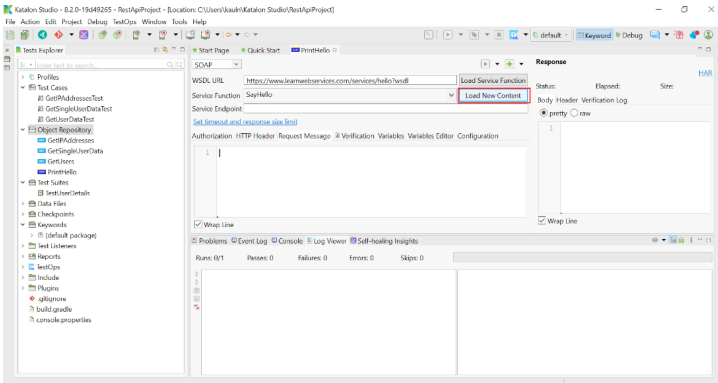 Katalon Studio - 8.2.0-19d49265 - RestApiProject - [Location: C:\Users\kauln\Katalon Studio\RestApiProject]
File Action Edit Project Debug TestOps Window Tools Help
default Keyword Debug
Tests Explorer
Enter text to search...
Profiles
Test Cases
GetIPAddressesTest
GetSingleUserDataTest
GetUserDataTest
Object Repository
GetIPAddresses
GetSingleUserData
GetUsers
PrintHello
Test Suites
TestUserDetails
Data Files
Checkpoints
Keywords
(default package)
Test Listeners
Reports
TestOps
Include
Plugins
.gitignore
build.gradle
console.properties
Start Page Quick Start PrintHello
SOAP
WSDL URL https://www.learnwebservices.com/services/hello?wsdl Load Service Function
Service Function SayHello Load New Content
Service Endpoint
Set timeout and response size limit
Authorization HTTP Header Request Message Verification Variables Variables Editor Configuration
1
Wrap Line
Response
HAR
Status: Elapsed: Size:
Body Header Verification Log
pretty raw
1
Wrap Line
Problems Event Log Console Log Viewer Self-healing Insights
Runs: 0/1 Passes: 0 Failures: 0 Errors: 0 Skips: 0